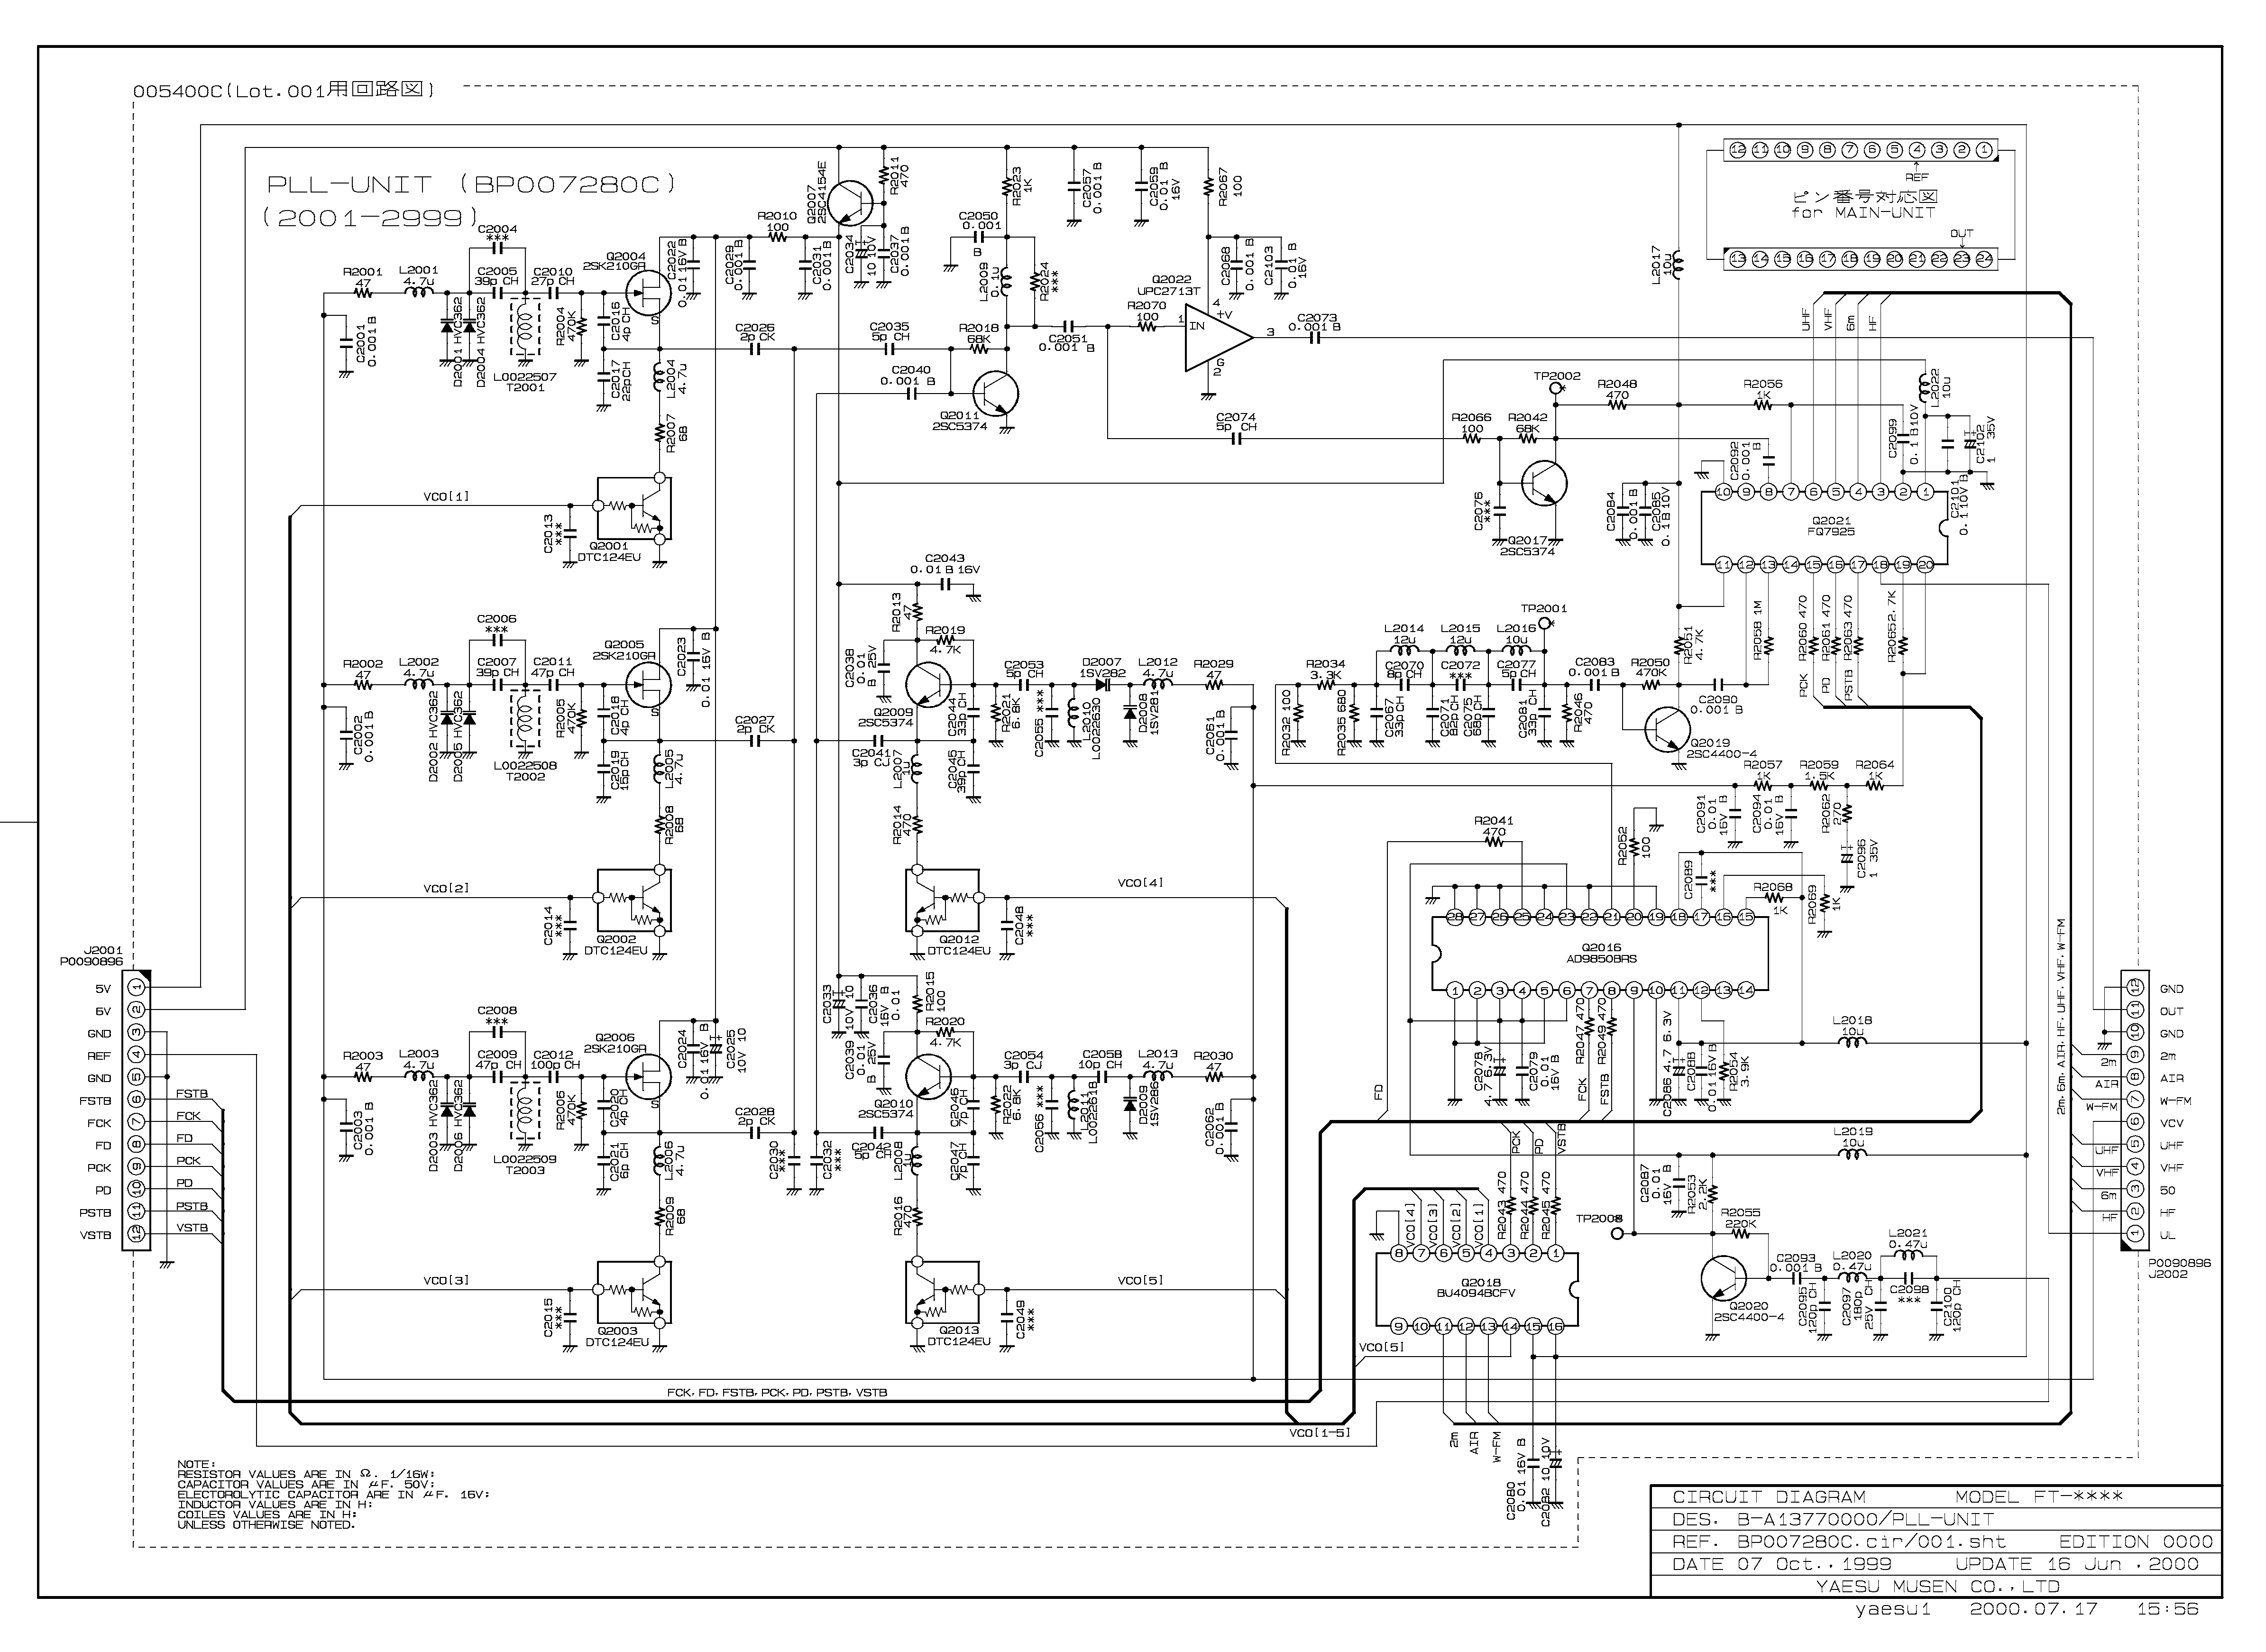 005400C(Lot.001用回路図)
PLL-UNIT (BP007280C)
(2001-2999)
C2004
***
R2001
47
L2001
4.7u
C2005
39p CH
C2010
27p CH
Q2004
2SK210GR
C2022
0.01 16V B
C2029
0.001 B
R2010
100
C2031
0.001 B
Q2007
2SC4154E
R2011
470
C2034
10 10V
C2037
0.001 B
C2050
0.001
B
R2023
1K
L2009
0.1u
R2024
***
C2057
0.001 B
C2059
0.01 B
16V
R2067
100
C2068
0.001 B
C2103
0.01 B
16V
Q2022
UPC2713T
R2070
100
1
IN
4
+V
3
G
2
C2073
0.001 B
L2017
10u
12 11 10 9 8 7 6 5 4 3 2 1
REF
ピン番号対応図
for MAIN-UNIT
OUT
13 14 15 16 17 18 19 20 21 22 23 24
UHF
VHF
6m
HF
C2001
0.001 B
D2001 HVC362
D2004 HVC362
L0022507
T2001
R2004
470K
C2016
4p CH
S
C2017
22pCH
L2004
4.7u
R2007
68
C2026
2p CK
C2035
5p CH
R2018
68K
C2051
0.001 B
C2040
0.001 B
Q2011
2SC5374
C2074
5p CH
TP2002
R2048
470
R2056
1K
L2022
10u
R2066
100
R2042
68K
C2092
0.001
B
C2099
0.1 B 10V
C2102
1 35V
C2101
0.1 10V B
VCO[1]
C2013
***
Q2001
DTC124EU
C2076
***
Q2017
2SC5374
C2084
0.001 B
C2085
0.1 B 10V
10 9 8 7 6 5 4 3 2 1
Q2021
FQ7925
11 12 13 14 15 16 17 18 19 20
C2043
0.01 B 16V
R2013
47
R2019
4.7K
TP2001
C2006
***
R2002
47
L2002
4.7u
C2007
39p CH
C2011
47p CH
Q2005
2SK210GR
C2023
0.01 16V B
C2038
0.01
B 25V
Q2009
2SC5374
C2044
33p CH
R2021
6.8K
C2053
5p CH
C2055 ***
L2010
L0022630
D2007
1SV282
D2008
1SV281
L2012
4.7u
R2029
47
C2061
0.001 B
R2032 100
R2034
3.3K
R2035 680
L2014
12u
L2015
12u
L2016
10u
C2070
8p CH
C2072
***
C2077
5p CH
C2067
33p CH
C2071
82p CH
C2075
68p CH
C2081
33p CH
C2083
0.001 B
R2046
470
R2050
470K
R2051
4.7K
R2058 1M
C2090
0.001 B
Q2019
2SC4400-4
R2060 470
R2061 470
R2063 470
R2065 2.7K
PCK
PD
PSTB
C2002
0.001 B
D2002 HVC362
D2005 HVC362
L0022508
T2002
R2005
470K
C2018
4p CH
S
C2019
15p CH
L2005
4.7u
R2008
68
C2027
2p CK
C2041
3p CJ
L2007
1u
C2045
39p CH
R2014
470
R2057
1K
R2059
1.5K
R2064
1K
C2091
0.01
16V B
C2094
0.01
16V B
R2062
270
C2096
1 35V
VCO[2]
C2014
***
Q2002
DTC124EU
Q2012
DTC124EU
C2048
***
VCO[4]
R2041
470
R2052
100
C2089
***
R2068
1K
R2069
1K
28 27 26 25 24 23 22 21 20 19 18 17 16 15
Q2016
AD9850BRS
1 2 3 4 5 6 7 8 9 10 11 12 13 14
2m, 6m, AIR, HF, UHF, VHF, W-FM
J2001
P0090896
5V 1
6V 2
GND 3
REF 4
GND 5
FSTB 6 FSTB
FCK 7 FCK
FD 8 FD
PCK 9 PCK
PD 10 PD
PSTB 11 PSTB
VSTB 12 VSTB
C2008
***
R2003
47
L2003
4.7u
C2009
47p CH
C2012
100p CH
Q2006
2SK210GR
C2024
0.01 16V B
C2025
10V 10
C2033
10V 10
C2036
16V B
0.01
R2015
100
R2020
4.7K
C2039
0.01
B 25V
Q2010
2SC5374
C2046
7p CH
R2022
6.8K
C2054
3p CJ
C2056 ***
L2011
L0022618
C2058
10p CH
D2009
1SV286
L2013
4.7u
R2030
47
C2062
0.001 B
FD
C2078
4.7 6.3V
C2079
0.01
16V B
R2047 470
R2049 470
FCK
FSTB
C2086 4.7 6.3V
C2088
0.01 16V B
R2054
3.9K
L2018
10u
C2003
0.001 B
D2003 HVC362
D2006 HVC362
L0022509
T2003
R2006
470K
C2020
4p CH
S
C2021
6p CH
L2006
4.7u
R2009
68
C2028
2p CK
C2030
***
C2032
***
C2042
L2008
1u
C2047
7p CH
R2016
470
VCO[3]
C2015
***
Q2003
DTC124EU
Q2013
DTC124EU
C2049
***
VCO[5]
PCK
PD
VSTB
R2043 470
R2044 470
R2045 470
VCO[4]
VCO[3]
VCO[2]
VCO[1]
8 7 6 5 4 3 2 1
Q2018
BU4094BCFV
9 10 11 12 13 14 15 16
VCO[5]
C2087
0.01
16V B
R2053
2.2K
L2019
10u
TP2008
R2055
220K
Q2020
2SC4400-4
C2093
0.001 B
C2095
120p CH
L2020
0.47u
L2021
0.47u
C2097
180p
25V CH
C2098
***
C2100
120p CH
12 GND
11 OUT
10 GND
2m 9 2m
AIR 8 AIR
W-FM 7 W-FM
6 VCV
UHF 5 UHF
VHF 4 VHF
6m 3 50
HF 2 HF
1 UL
P0090896
J2002
FCK, FD, FSTB, PCK, PD, PSTB, VSTB
VCO[1-5]
2m
AIR
W-FM
C2080
0.01 16V B
C2082 10 10V
NOTE:
RESISTOR VALUES ARE IN Ω. 1/16W;
CAPACITOR VALUES ARE IN μF. 50V;
ELECTOROLYTIC CAPACITOR ARE IN μF. 16V;
INDUCTOR VALUES ARE IN H;
COILES VALUES ARE IN H;
UNLESS OTHERWISE NOTED.
CIRCUIT DIAGRAM MODEL FT-****
DES. B-A13770000/PLL-UNIT
REF. BP007280C.cir/001.sht EDITION 0000
DATE 07 Oct.,1999 UPDATE 16 Jun ,2000
YAESU MUSEN CO.,LTD
yaesu1 2000.07.17 15:56